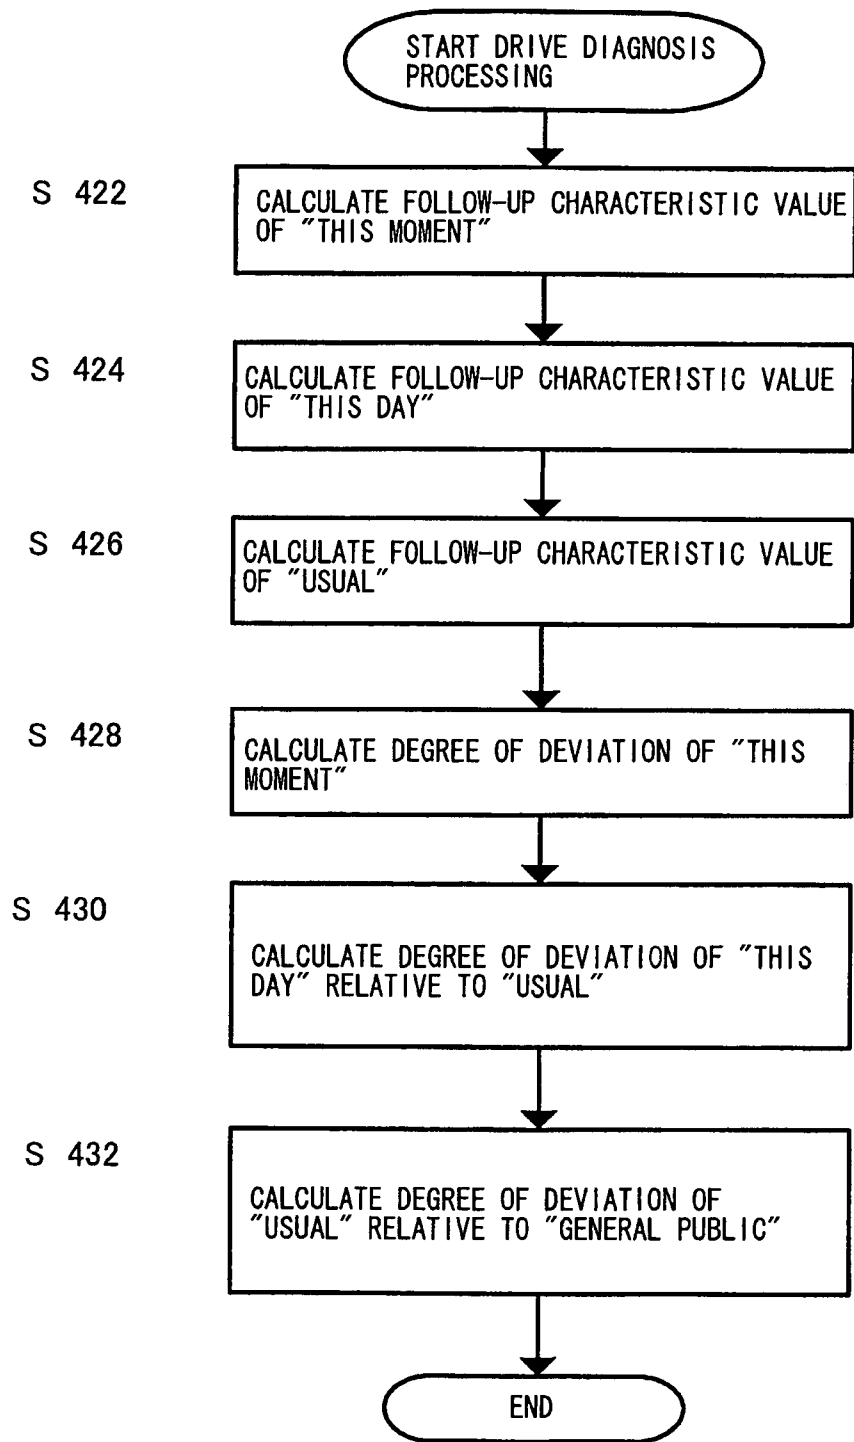 START DRIVE DIAGNOSIS
PROCESSING
S 422
CALCULATE FOLLOW-UP CHARACTERISTIC VALUE
OF "THIS MOMENT"
S 424
CALCULATE FOLLOW-UP CHARACTERISTIC VALUE
OF "THIS DAY"
S 426
CALCULATE FOLLOW-UP CHARACTERISTIC VALUE
OF "USUAL"
S 428
CALCULATE DEGREE OF DEVIATION OF "THIS
MOMENT"
S 430
CALCULATE DEGREE OF DEVIATION OF "THIS
DAY" RELATIVE TO "USUAL"
S 432
CALCULATE DEGREE OF DEVIATION OF
"USUAL" RELATIVE TO "GENERAL PUBLIC"
END